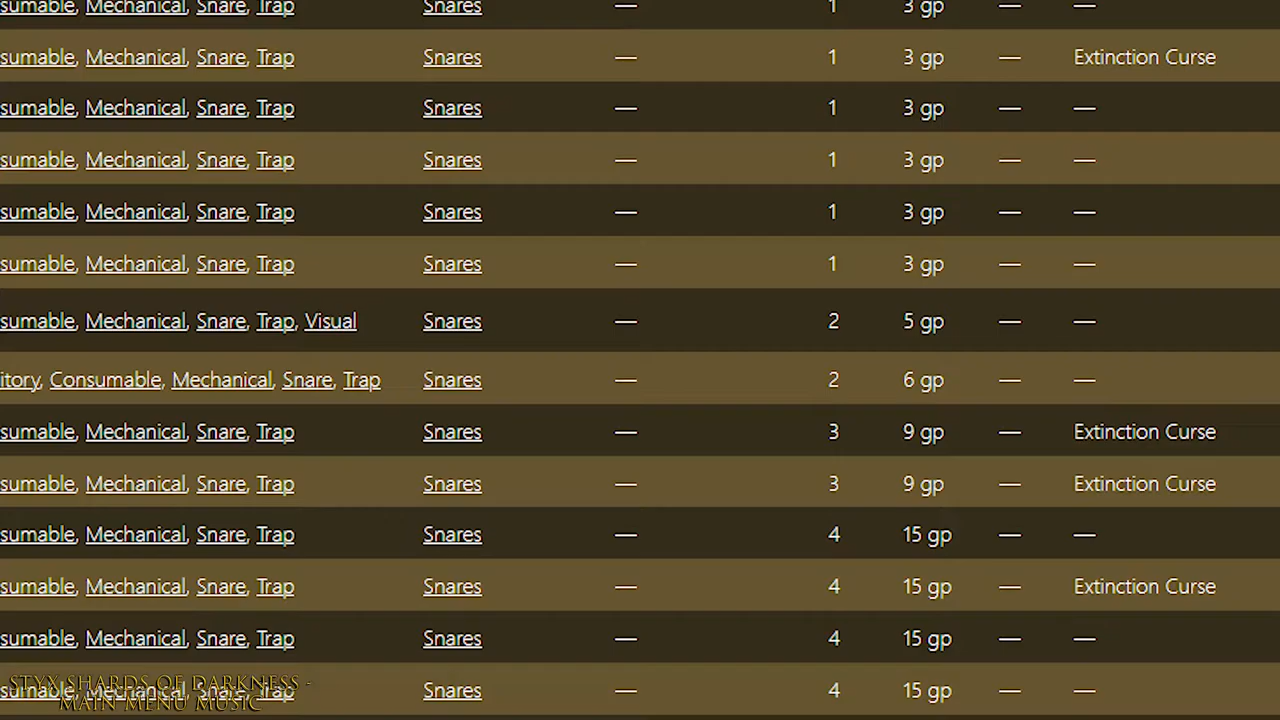 sumable, Mechanical, Snare, Trap Snares — 1 3 gp — —
sumable, Mechanical, Snare, Trap Snares — 1 3 gp — Extinction Curse
sumable, Mechanical, Snare, Trap Snares — 1 3 gp — —
sumable, Mechanical, Snare, Trap Snares — 1 3 gp — —
sumable, Mechanical, Snare, Trap Snares — 1 3 gp — —
sumable, Mechanical, Snare, Trap Snares — 1 3 gp — —
sumable, Mechanical, Snare, Trap, Visual Snares — 2 5 gp — —
itory, Consumable, Mechanical, Snare, Trap Snares — 2 6 gp — —
sumable, Mechanical, Snare, Trap Snares — 3 9 gp — Extinction Curse
sumable, Mechanical, Snare, Trap Snares — 3 9 gp — Extinction Curse
sumable, Mechanical, Snare, Trap Snares — 4 15 gp — —
sumable, Mechanical, Snare, Trap Snares — 4 15 gp — Extinction Curse
sumable, Mechanical, Snare, Trap Snares — 4 15 gp — —
sumable, Mechanical, Snare, Trap Snares — 4 15 gp — —
STYX SHARDS OF DARKNESS -
MAIN MENU MUSIC